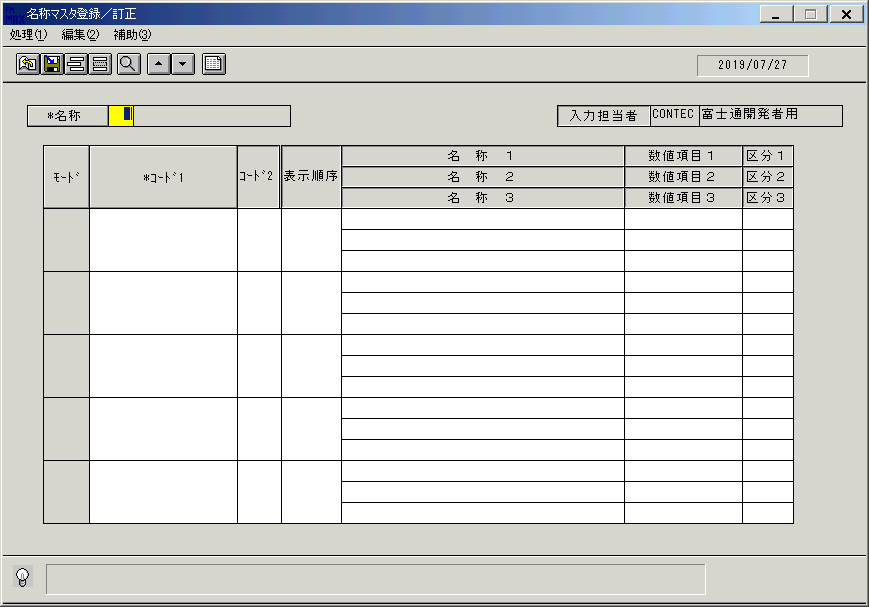 名称マスタ登録／訂正
処理(1) 編集(2) 補助(3)
2019/07/27
*名称 入力担当者 CONTEC 富士通開発者用
ﾓｰﾄﾞ *ｺｰﾄﾞ1 ｺｰﾄﾞ2 表示順序 名　称　１ 数値項目１ 区分１
名　称　２ 数値項目２ 区分２
名　称　３ 数値項目３ 区分３